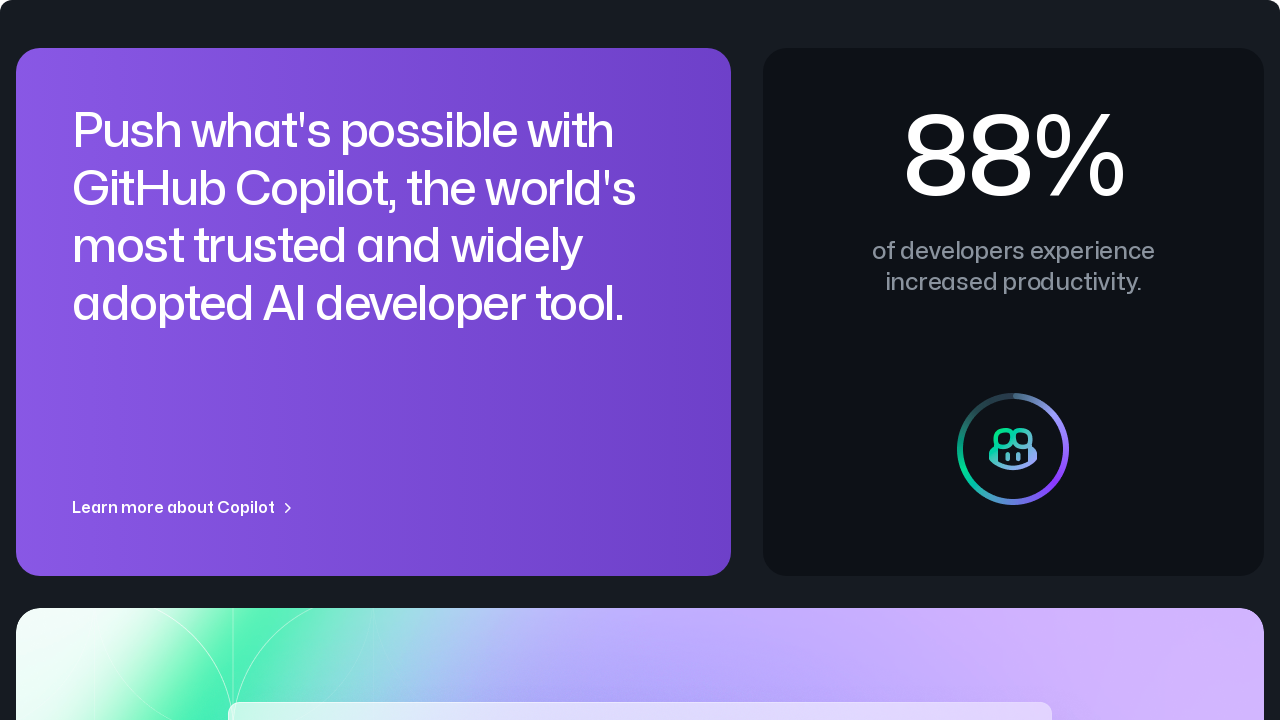 Push what's possible with
GitHub Copilot, the world's
most trusted and widely
adopted AI developer tool.
Learn more about Copilot
88%
of developers experience
increased productivity.